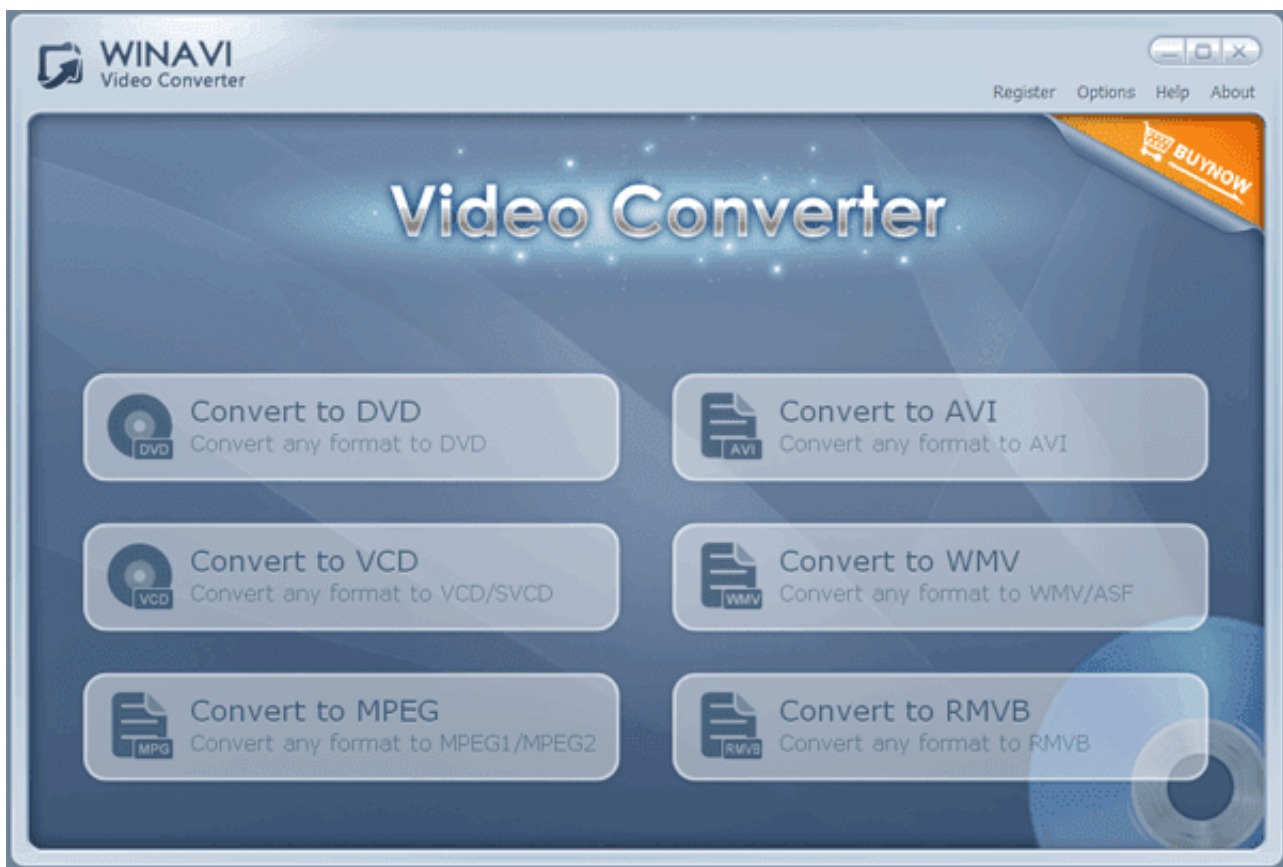 WINAVI
Video Converter
Register Options Help About
BUYNOW
Video Converter
Convert to DVD
Convert any format to DVD
DVD
Convert to AVI
Convert any format to AVI
AVI
Convert to VCD
Convert any format to VCD/SVCD
VCD
Convert to WMV
Convert any format to WMV/ASF
WMV
Convert to MPEG
Convert any format to MPEG1/MPEG2
MPG
Convert to RMVB
Convert any format to RMVB
RMVB